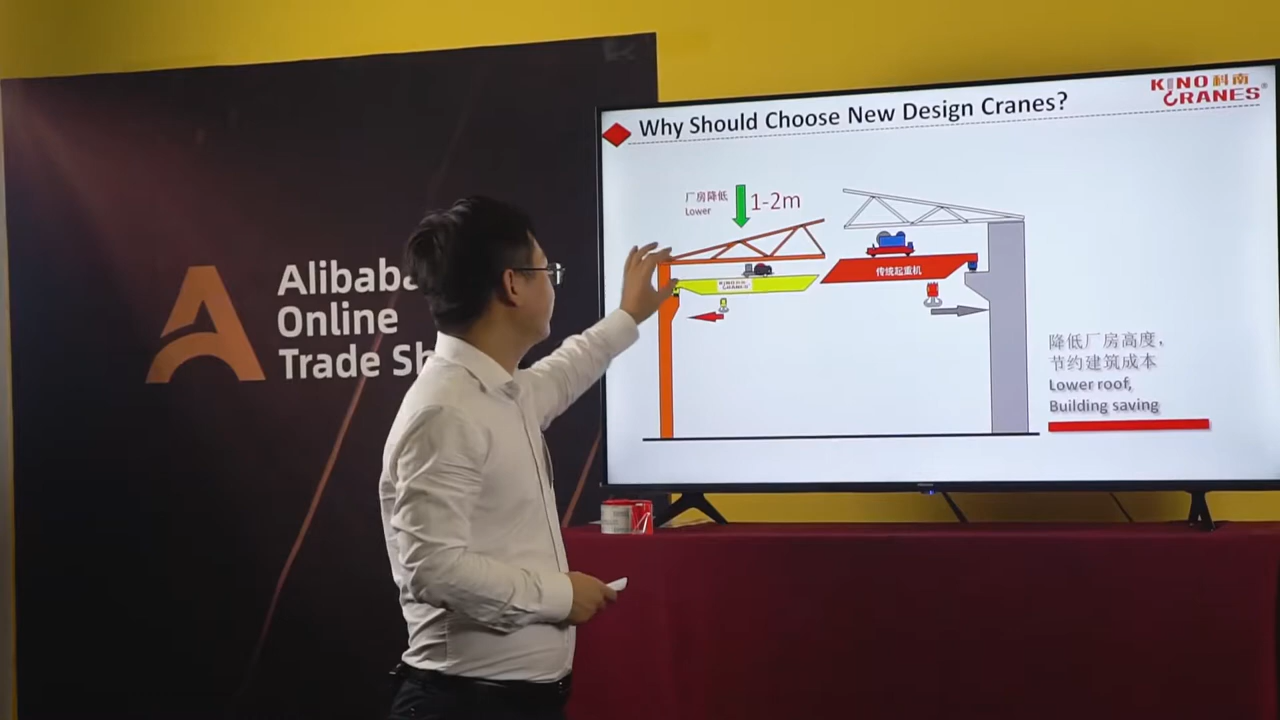 Alibaba
Online
Trade Sh
Why Should Choose New Design Cranes?
KINO 科南
CRANES®
厂房降低
Lower
1-2m
传统起重机
降低厂房高度，
节约建筑成本
Lower roof,
Building saving